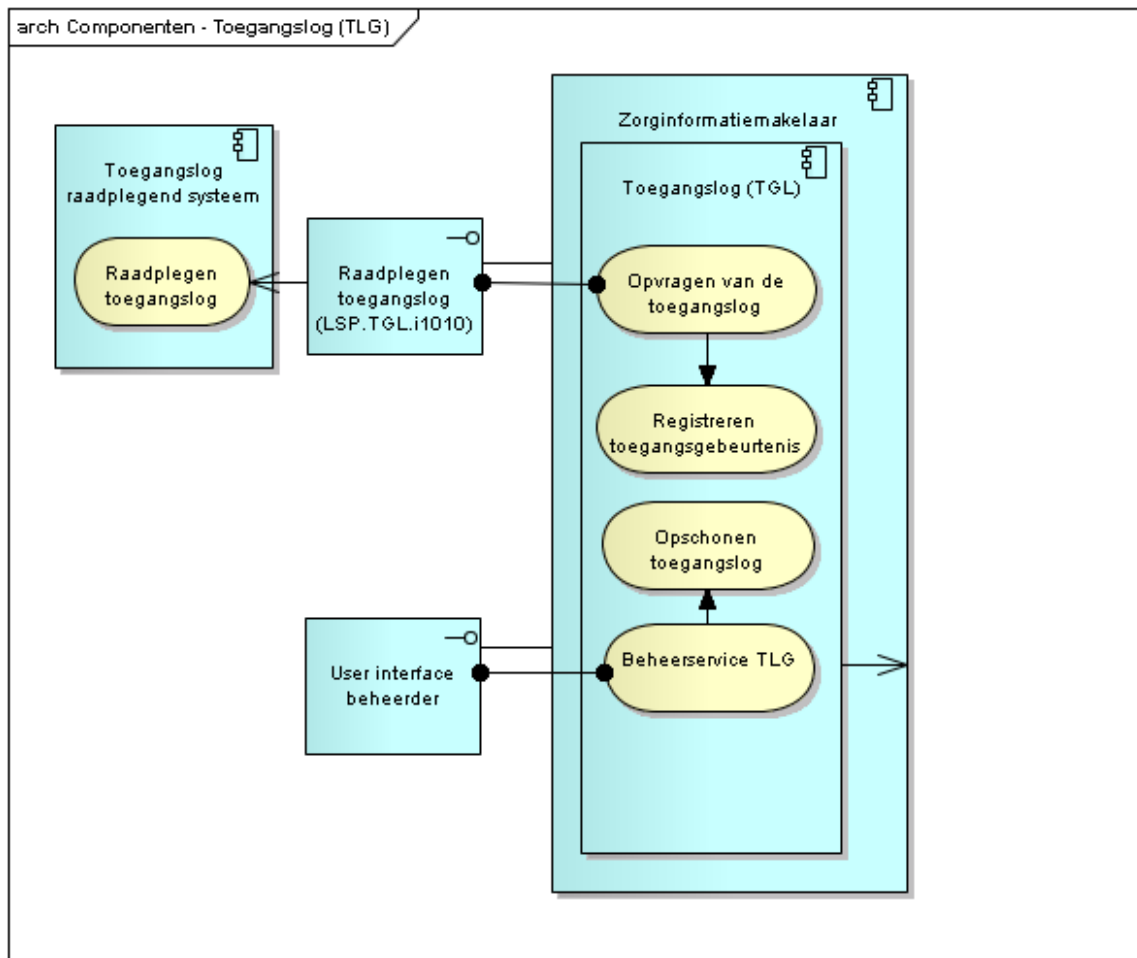 arch Componenten - Toegangslog (TLG)
Zorginformatiemakelaar
Toegangslog
raadplegend systeem
Toegangslog (TGL)
Raadplegen
toegangslog
Raadplegen
toegangslog
(LSP.TGL.i1010)
Opvragen van de
toegangslog
Registreren
toegangsgebeurtenis
Opschonen
toegangslog
User interface
beheerder
Beheerservice TLG